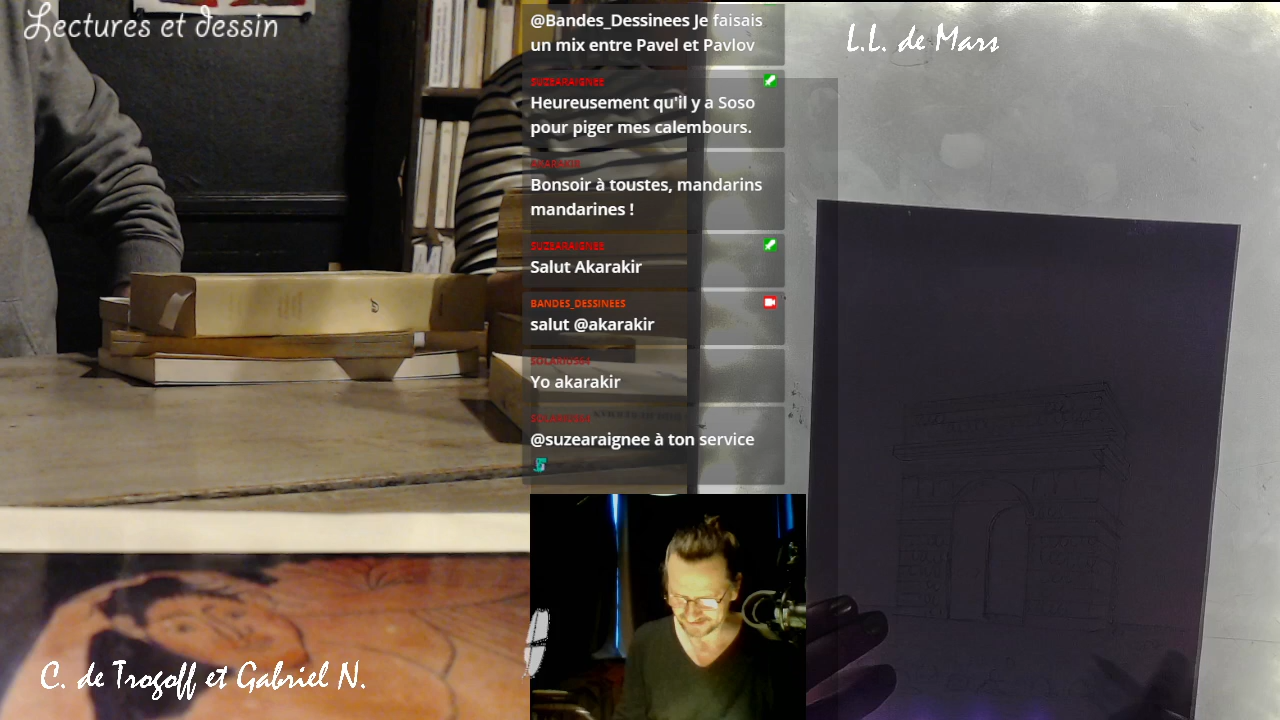 Lectures et dessin
@Bandes_Dessinees Je faisais
un mix entre Pavel et Pavlov
SUZEARAIGNEE
Heureusement qu'il y a Soso
pour piger mes calembours.
AKARAKIR
Bonsoir à toustes, mandarins
mandarines !
SUZEARAIGNEE
Salut Akarakir
BANDES_DESSINEES
salut @akarakir
Yo akarakir
@suzearaignee à ton service
L.L. de Mars
C. de Trogoff et Gabriel N.